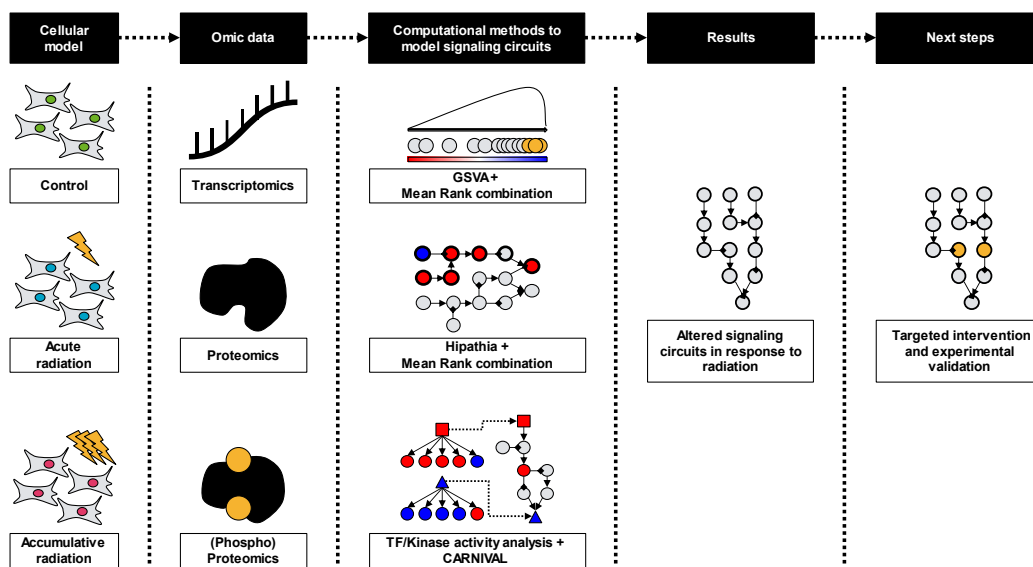 Cellular
model
Omic data
Computational methods to
model signaling circuits
Results
Next steps
Control
Transcriptomics
GSVA+
Mean Rank combination
Acute
radiation
Proteomics
Hipathia +
Mean Rank combination
Altered signaling
circuits in response to
radiation
Targeted intervention
and experimental
validation
Accumulative
radiation
(Phospho)
Proteomics
TF/Kinase activity analysis +
CARNIVAL